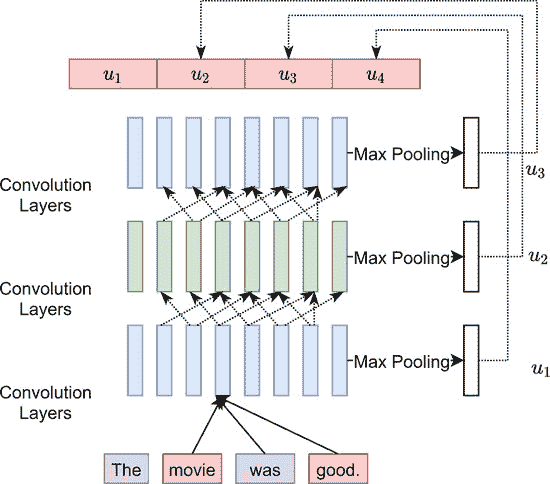 u1 u2 u3 u4
Max Pooling
u3
Convolution
Layers
Max Pooling
u2
Convolution
Layers
Max Pooling
u1
Convolution
Layers
The movie was good.